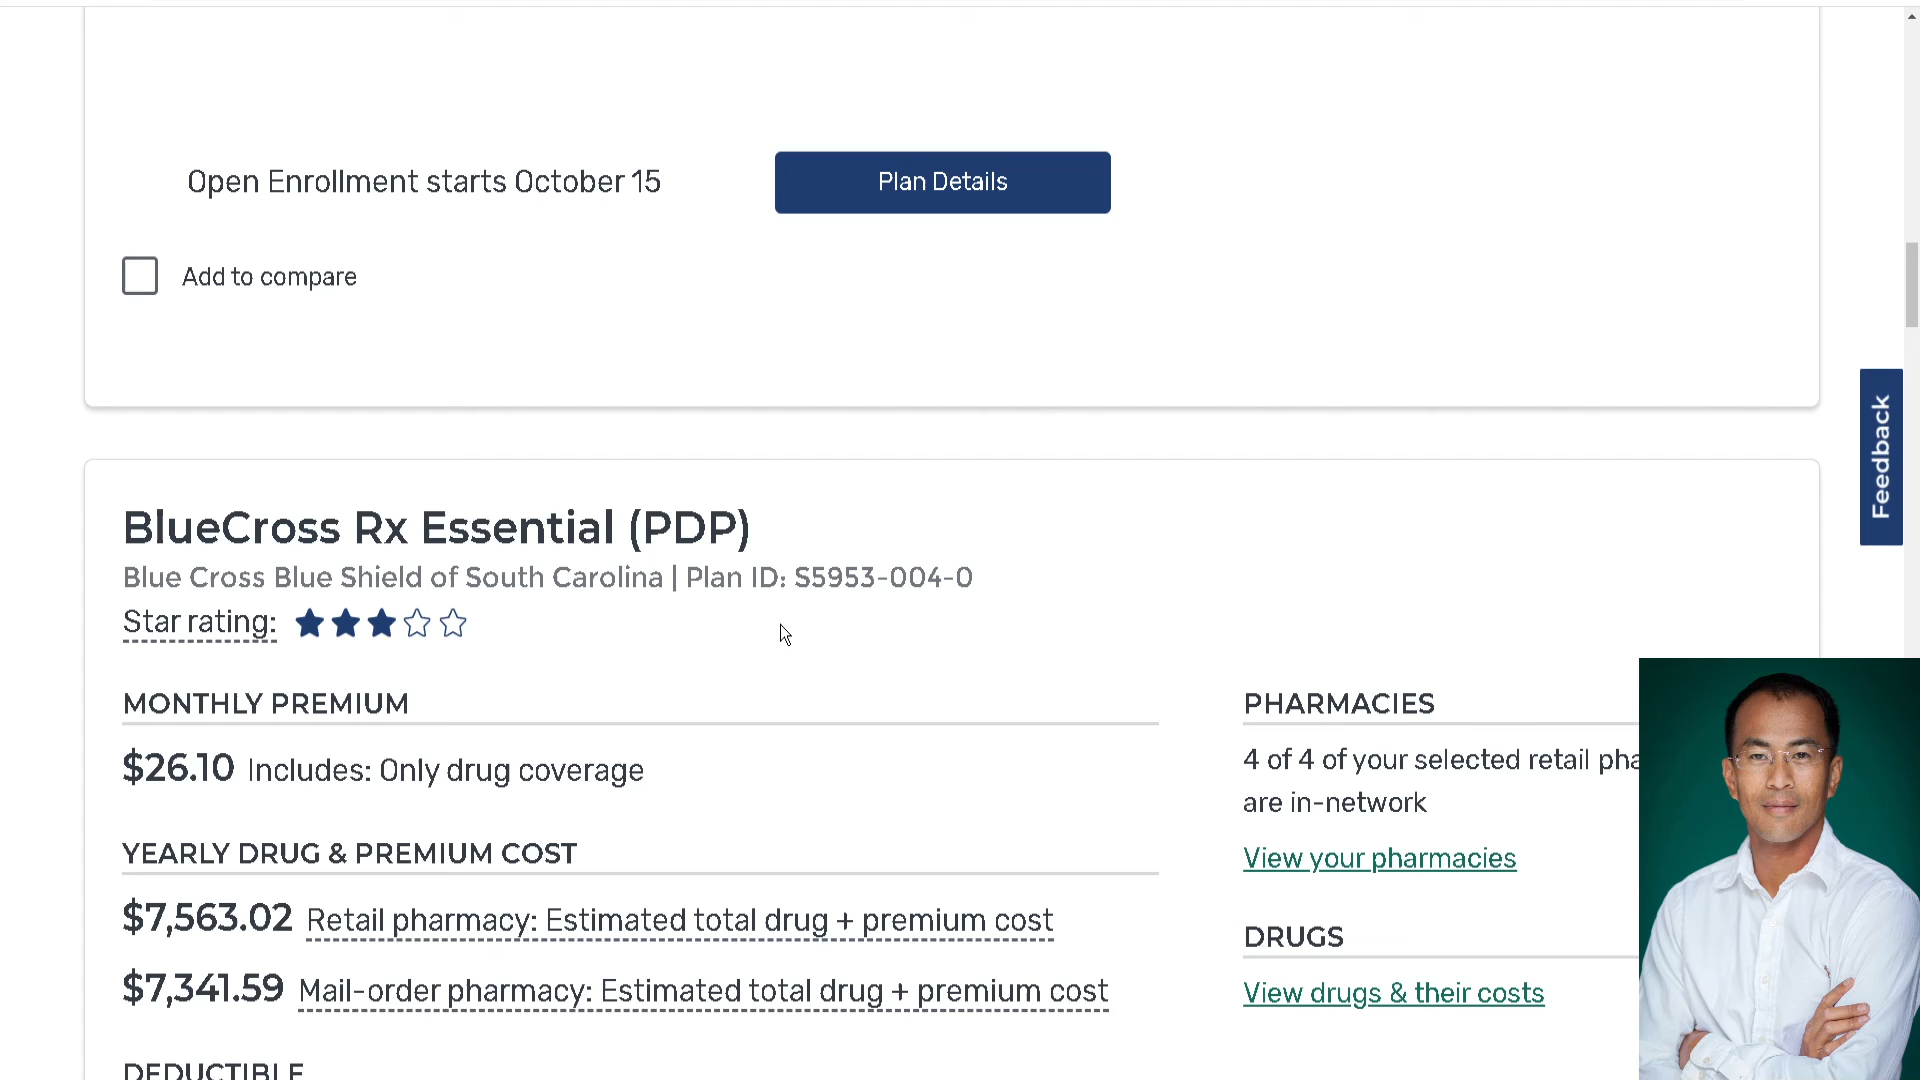 Open Enrollment starts October 15
Plan Details
Add to compare
Feedback
BlueCross Rx Essential (PDP)
Blue Cross Blue Shield of South Carolina | Plan ID: S5953-004-0
Star rating:
MONTHLY PREMIUM
$26.10 Includes: Only drug coverage
YEARLY DRUG & PREMIUM COST
$7,563.02 Retail pharmacy: Estimated total drug + premium cost
$7,341.59 Mail-order pharmacy: Estimated total drug + premium cost
DEDUCTIBLE
PHARMACIES
4 of 4 of your selected retail pha
are in-network
View your pharmacies
DRUGS
View drugs & their costs